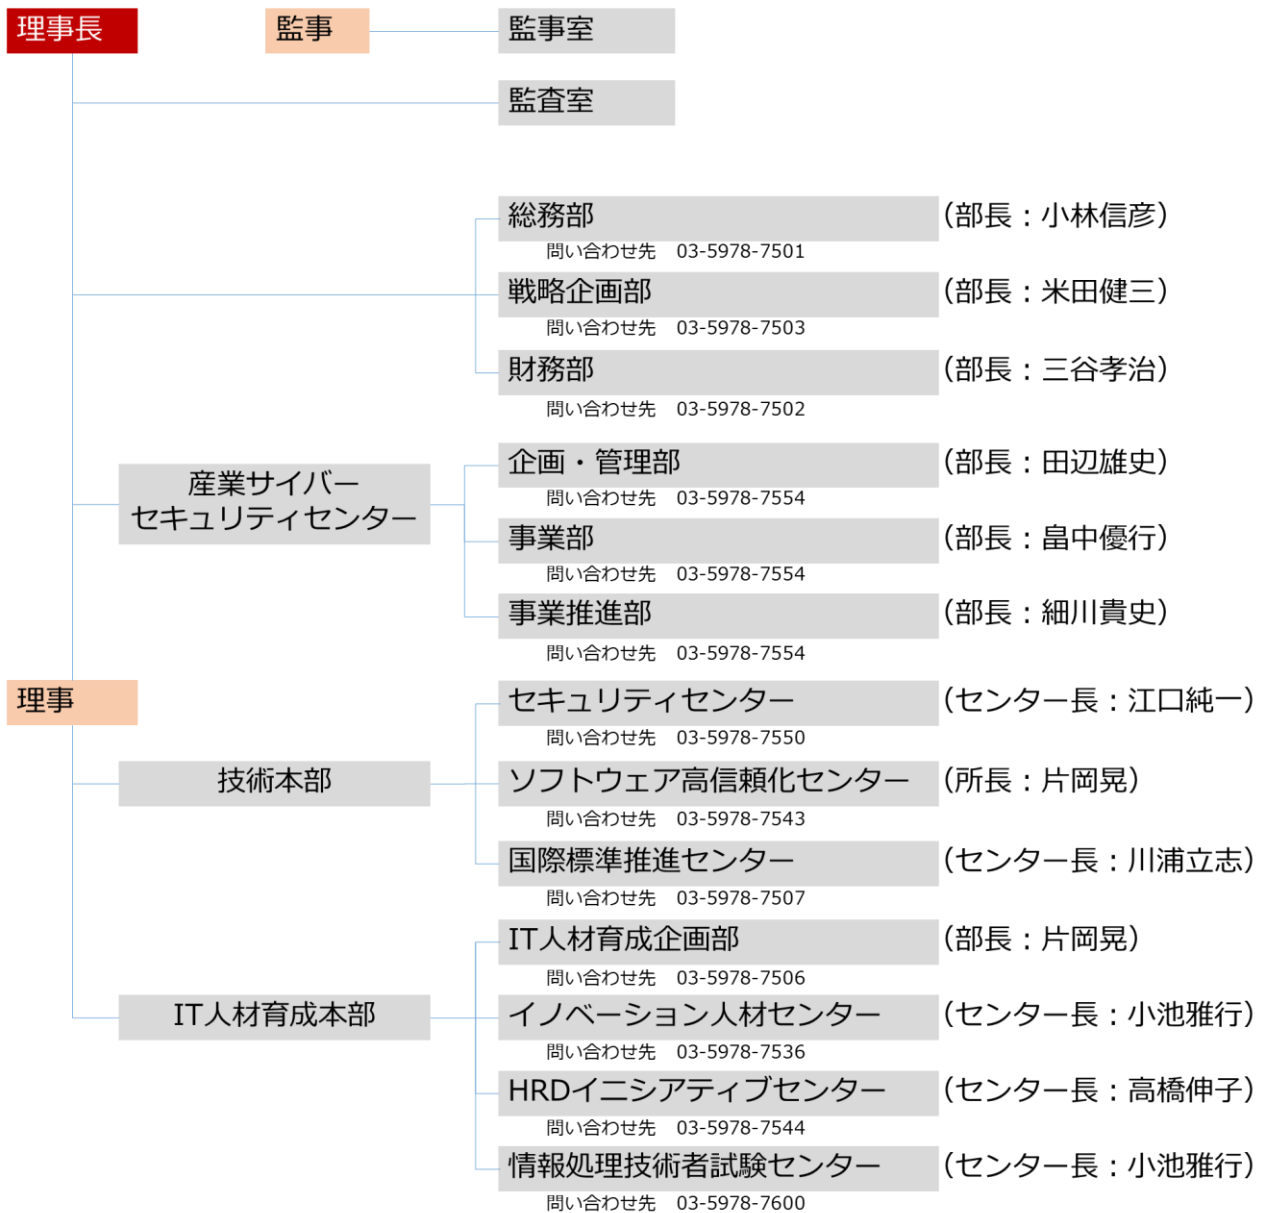 理事長
監事
監事室
監査室
総務部
（部長：小林信彦）
問い合わせ先　03-5978-7501
戦略企画部
（部長：米田健三）
問い合わせ先　03-5978-7503
財務部
（部長：三谷孝治）
問い合わせ先　03-5978-7502
産業サイバー
セキュリティセンター
企画・管理部
（部長：田辺雄史）
問い合わせ先　03-5978-7554
事業部
（部長：畠中優行）
問い合わせ先　03-5978-7554
事業推進部
（部長：細川貴史）
問い合わせ先　03-5978-7554
理事
技術本部
セキュリティセンター
（センター長：江口純一）
問い合わせ先　03-5978-7550
ソフトウェア高信頼化センター
（所長：片岡晃）
問い合わせ先　03-5978-7543
国際標準推進センター
（センター長：川浦立志）
問い合わせ先　03-5978-7507
IT人材育成本部
IT人材育成企画部
（部長：片岡晃）
問い合わせ先　03-5978-7506
イノベーション人材センター
（センター長：小池雅行）
問い合わせ先　03-5978-7536
HRDイニシアティブセンター
（センター長：高橋伸子）
問い合わせ先　03-5978-7544
情報処理技術者試験センター
（センター長：小池雅行）
問い合わせ先　03-5978-7600